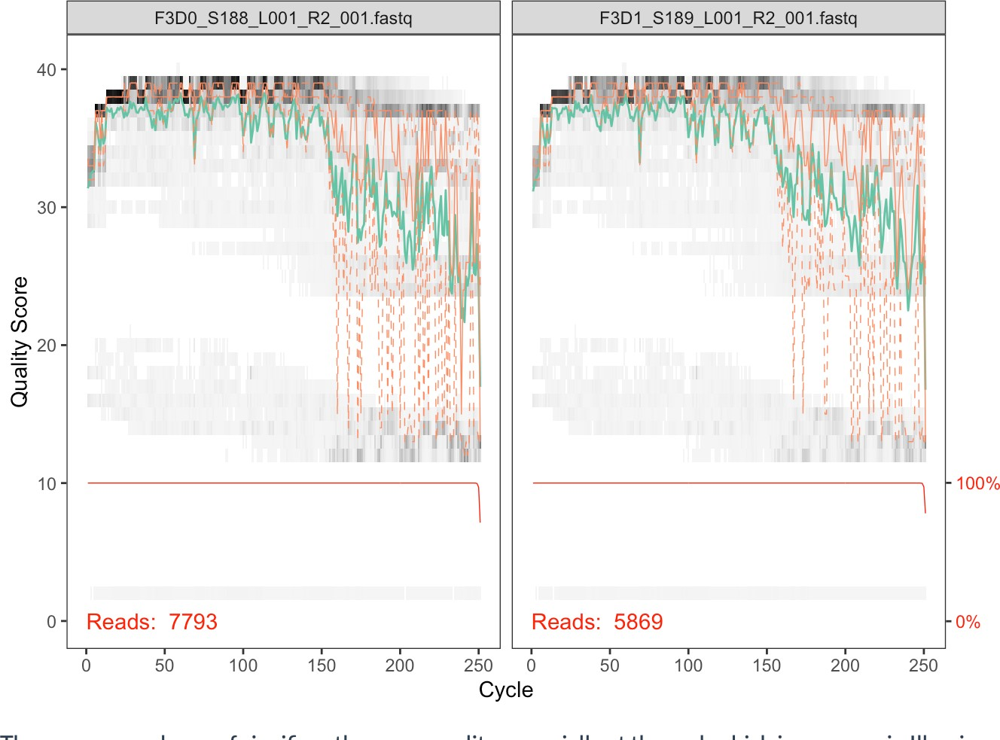 F3D0_S188_L001_R2_001.fastq
F3D1_S189_L001_R2_001.fastq
40
30
20
10
0
Quality Score
100%
0%
Reads: 7793
Reads: 5869
0 50 100 150 200 250
0 50 100 150 200 250
Cycle